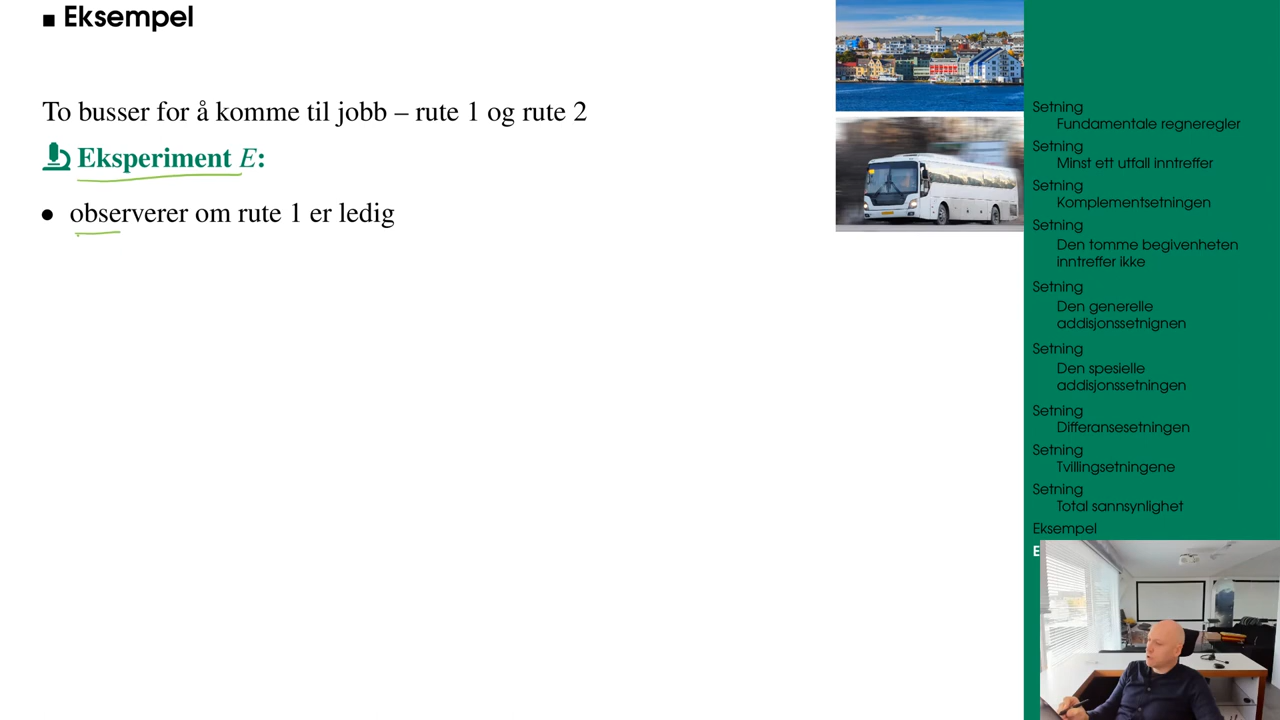 ■ Eksempel
To busser for å komme til jobb – rute 1 og rute 2
Eksperiment E:
• observerer om rute 1 er ledig
Setning
Fundamentale regneregler
Setning
Minst ett utfall inntreffer
Setning
Komplementsetningen
Setning
Den tomme begivenheten
inntreffer ikke
Setning
Den generelle
addisjonssetnignen
Setning
Den spesielle
addisjonssetningen
Setning
Differansesetningen
Setning
Tvillingsetningene
Setning
Total sannsynlighet
Eksempel
E